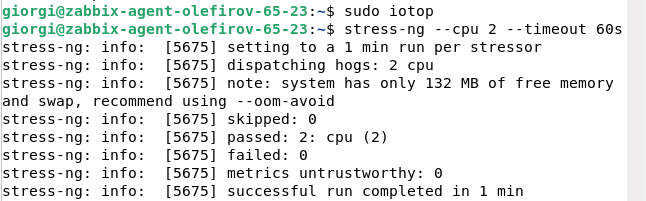 giorgi@zabbix-agent-olefirov-65-23:~$ sudo iotop
giorgi@zabbix-agent-olefirov-65-23:~$ stress-ng --cpu 2 --timeout 60s
stress-ng: info:  [5675] setting to a 1 min run per stressor
stress-ng: info:  [5675] dispatching hogs: 2 cpu
stress-ng: info:  [5675] note: system has only 132 MB of free memory
and swap, recommend using --oom-avoid
stress-ng: info:  [5675] skipped: 0
stress-ng: info:  [5675] passed: 2: cpu (2)
stress-ng: info:  [5675] failed: 0
stress-ng: info:  [5675] metrics untrustworthy: 0
stress-ng: info:  [5675] successful run completed in 1 min